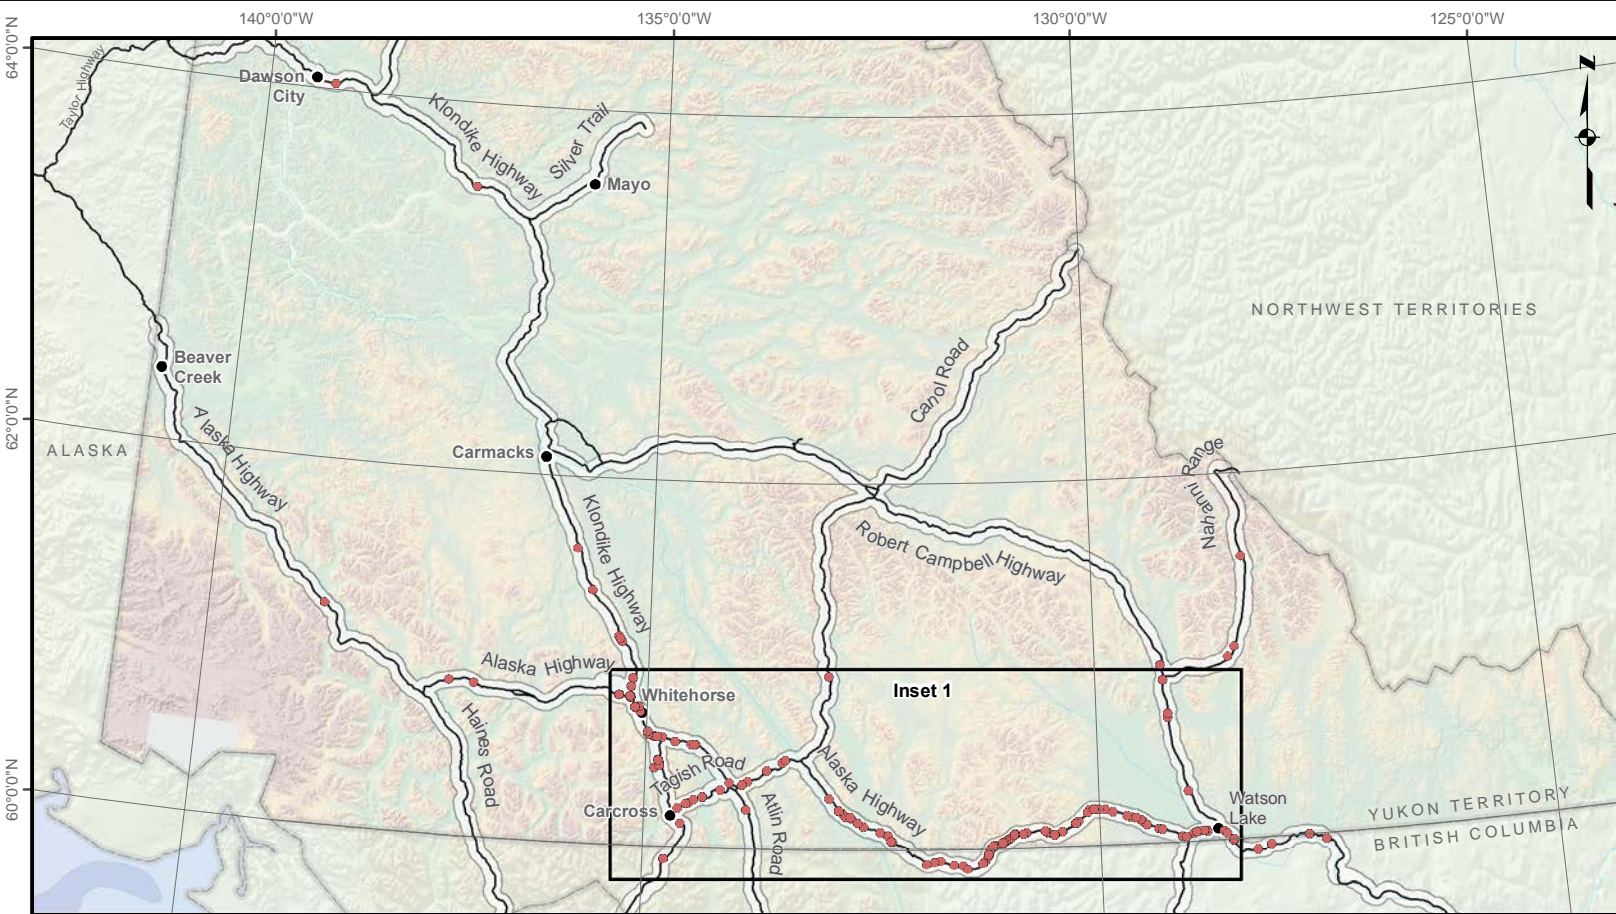 140°0'0"W
135°0'0"W
130°0'0"W
125°0'0"W
64°0'0"N
62°0'0"N
60°0'0"N
Taylor Highway
Dawson
City
Klondike Highway
Silver Trail
Mayo
N
NORTHWEST TERRITORIES
Beaver
Creek
Alaska Highway
ALASKA
Carmacks
Canol Road
Nahanni Range
Klondike Highway
Robert Campbell Highway
Alaska Highway
Whitehorse
Inset 1
Haines Road
Tagish Road
Alaska Highway
Carcross
Atlin Road
Watson
Lake
YUKON TERRITORY
BRITISH COLUMBIA